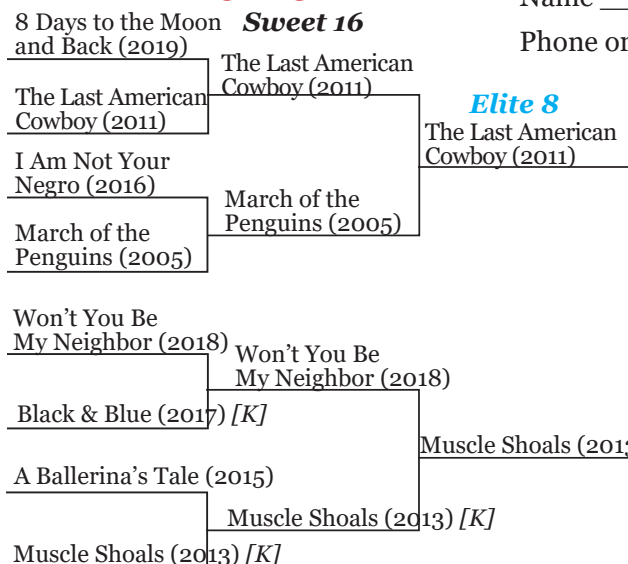 Name
Phone or
8 Days to the Moon
and Back (2019)
Sweet 16
The Last American
Cowboy (2011)
The Last American
Cowboy (2011)
Elite 8
The Last American
Cowboy (2011)
I Am Not Your
Negro (2016)
March of the
Penguins (2005)
March of the
Penguins (2005)
Won't You Be
My Neighbor (2018)
Won't You Be
My Neighbor (2018)
Black & Blue (2017) [K]
Muscle Shoals (2013
A Ballerina's Tale (2015)
Muscle Shoals (2013) [K]
Muscle Shoals (2013) [K]